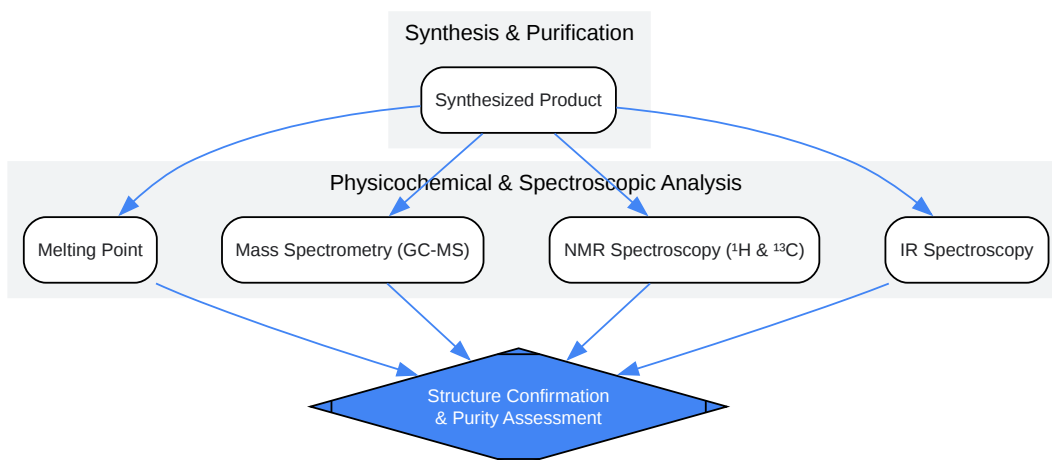 Synthesis & Purification
Synthesized Product
Physicochemical & Spectroscopic Analysis
Melting Point
Mass Spectrometry (GC-MS)
NMR Spectroscopy (¹H & ¹³C)
IR Spectroscopy
Structure Confirmation
& Purity Assessment